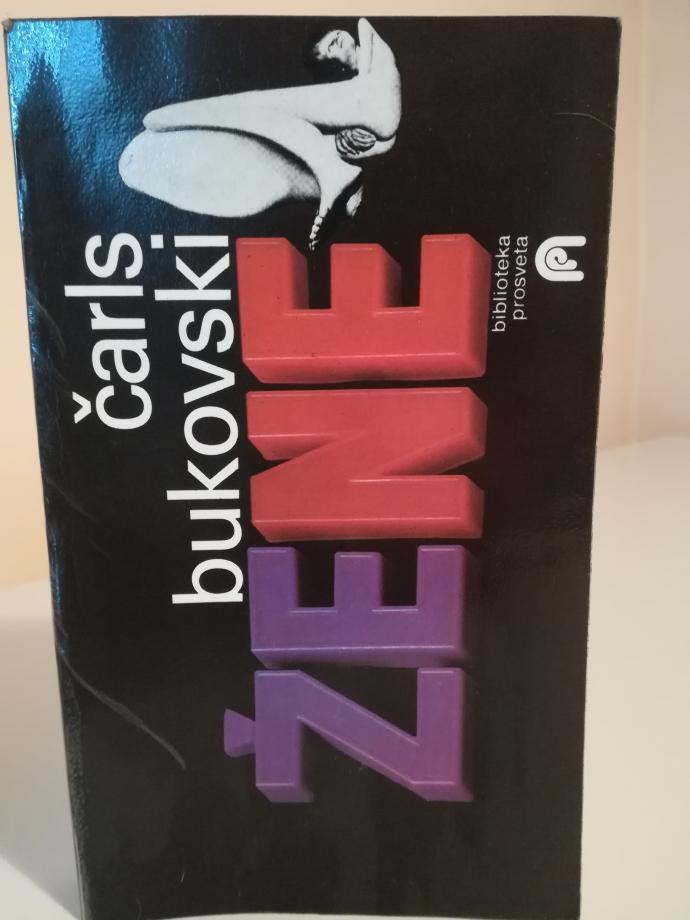 čarls
bukovski
ŽENE
biblioteka
prosveta